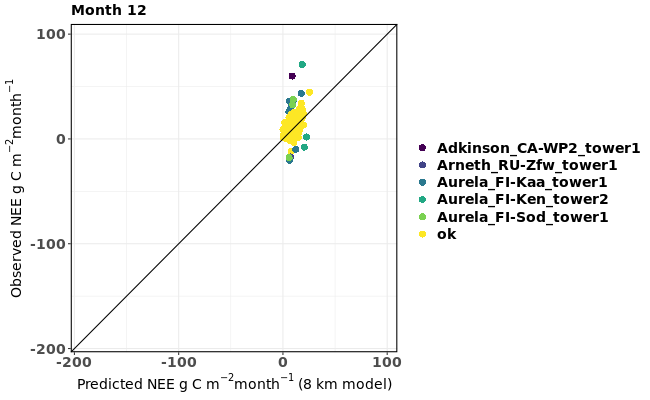 Month 12
Observed NEE g C m⁻²month⁻¹
100
0
-100
-200
-200 -100 0 100
Predicted NEE g C m⁻²month⁻¹ (8 km model)
Adkinson_CA-WP2_tower1
Arneth_RU-Zfw_tower1
Aurela_FI-Kaa_tower1
Aurela_FI-Ken_tower2
Aurela_FI-Sod_tower1
ok